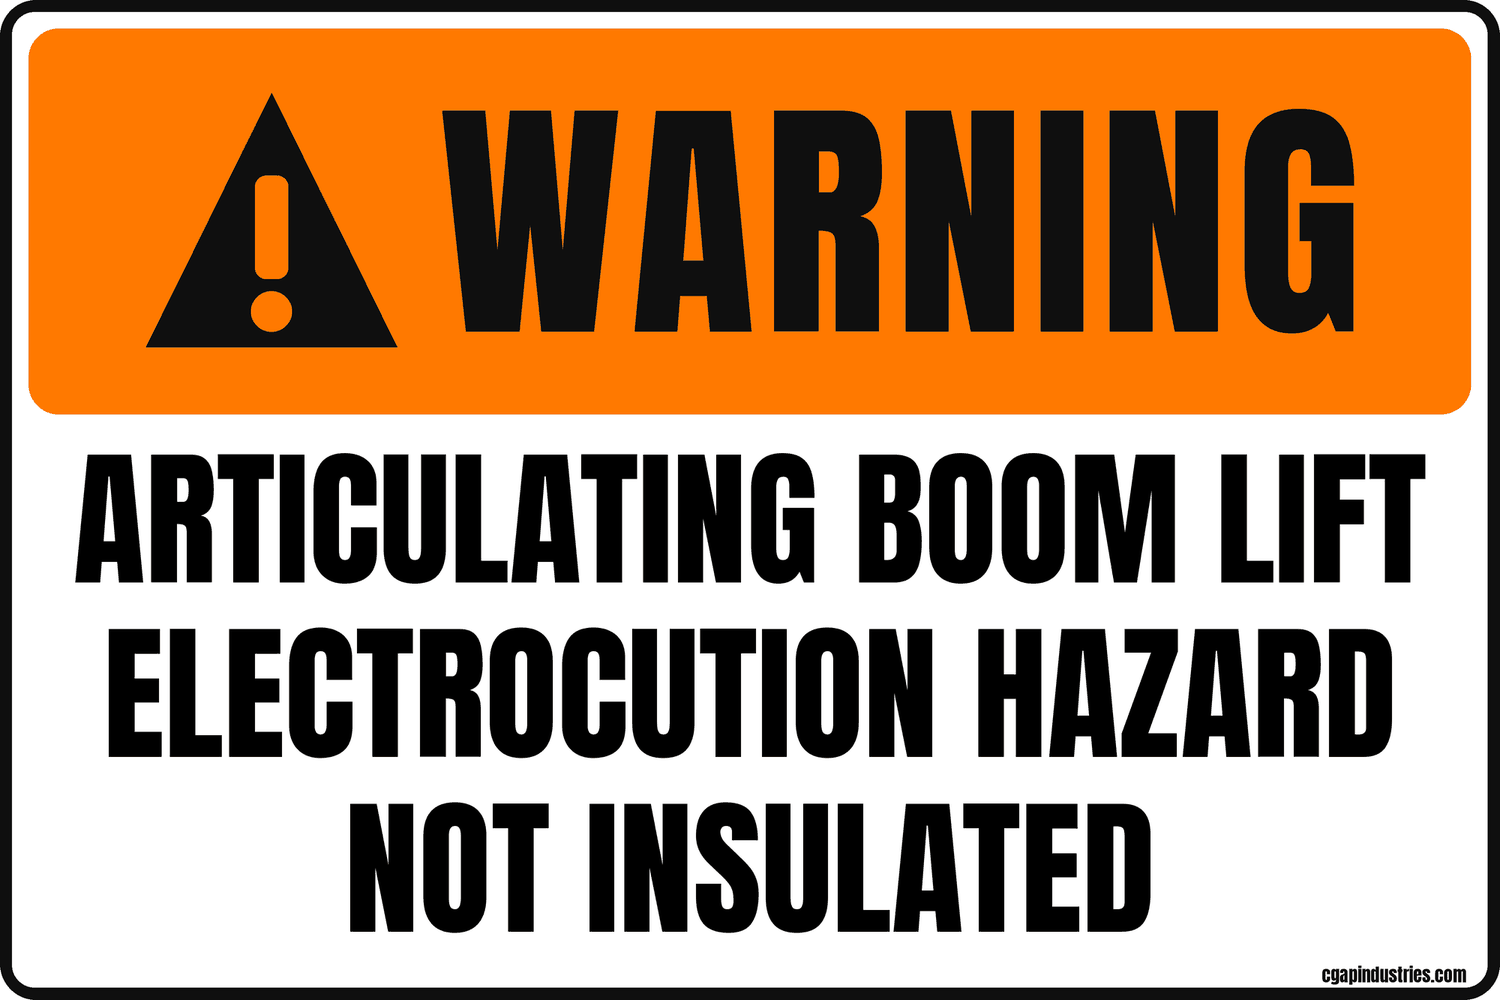 WARNING
ARTICULATING BOOM LIFT
ELECTROCUTION HAZARD
NOT INSULATED
cgapindustries.com